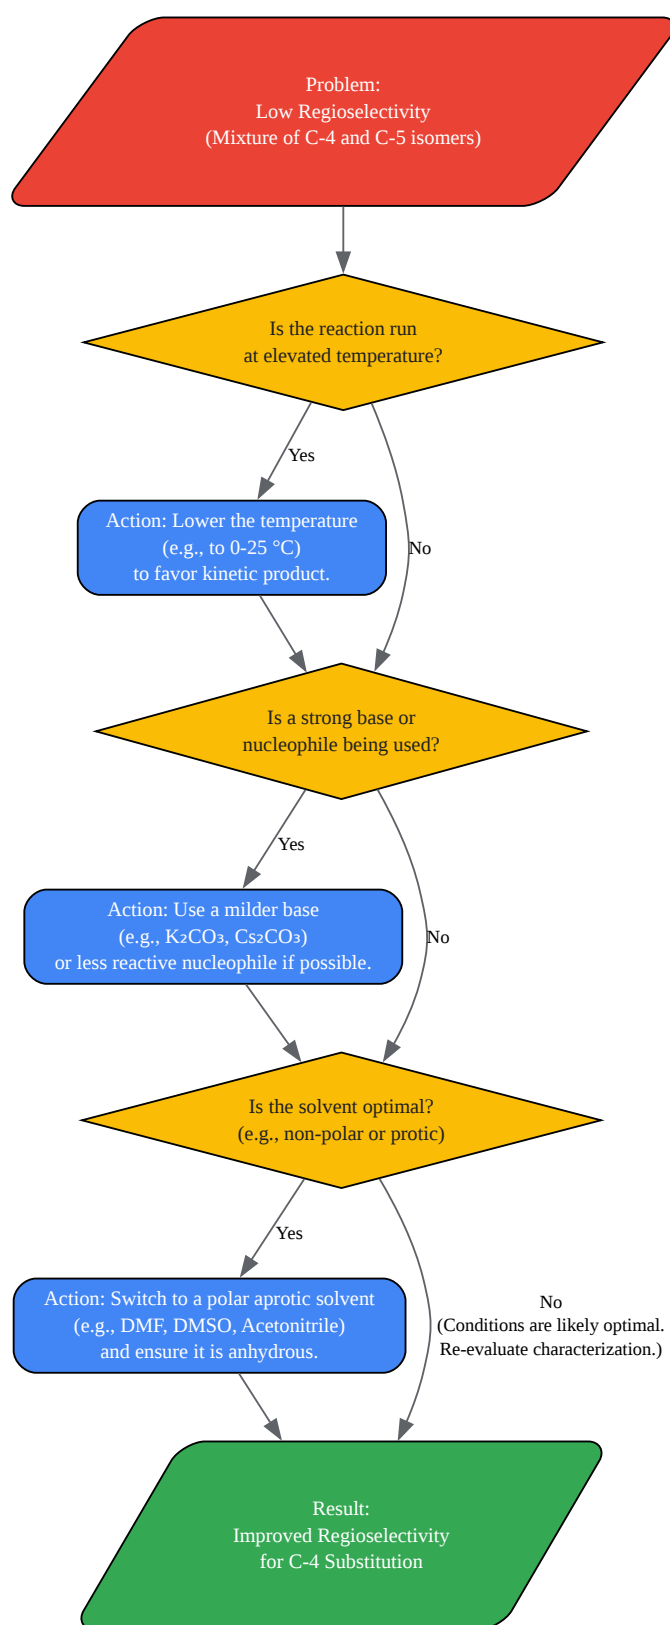 Problem:
Low Regioselectivity
(Mixture of C-4 and C-5 isomers)
Is the reaction run
at elevated temperature?
Yes
Action: Lower the temperature
(e.g., to 0-25 °C)
to favor kinetic product.
No
Is a strong base or
nucleophile being used?
Yes
Action: Use a milder base
(e.g., K₂CO₃, Cs₂CO₃)
or less reactive nucleophile if possible.
No
Is the solvent optimal?
(e.g., non-polar or protic)
Yes
Action: Switch to a polar aprotic solvent
(e.g., DMF, DMSO, Acetonitrile)
and ensure it is anhydrous.
No
(Conditions are likely optimal.
Re-evaluate characterization.)
Result:
Improved Regioselectivity
for C-4 Substitution